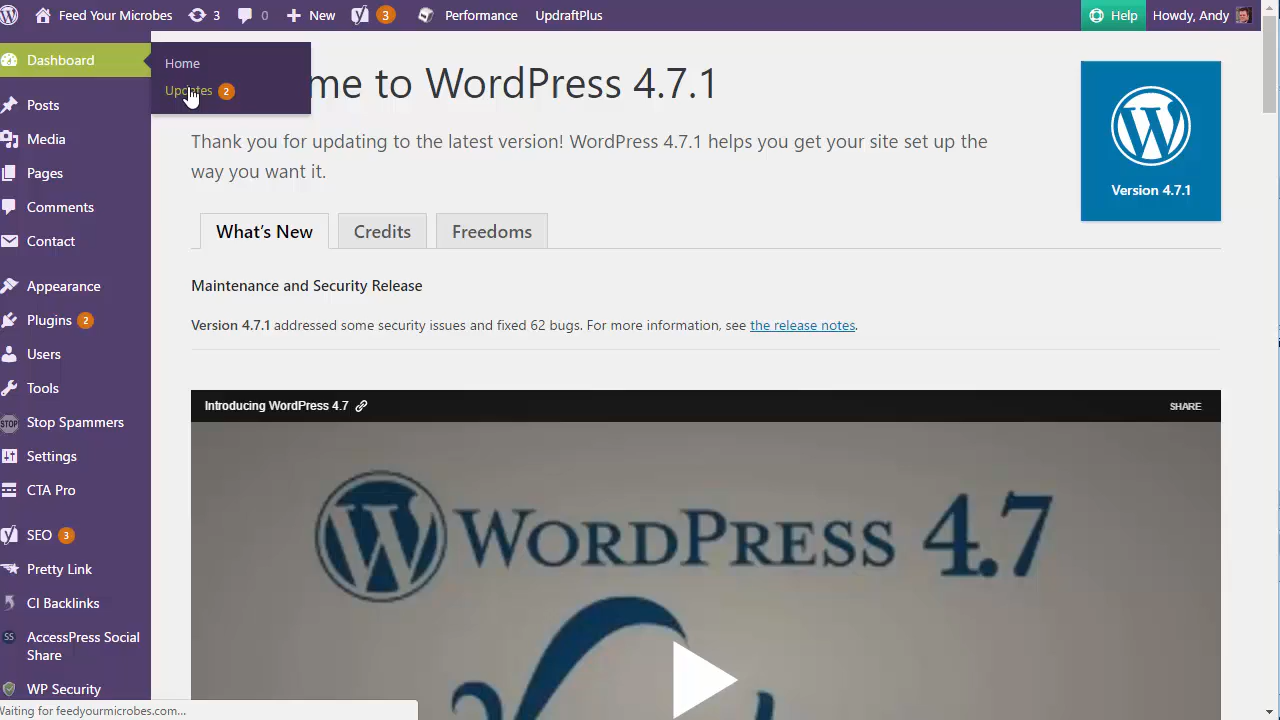 Feed Your Microbes 3 0 New 3 Performance UpdraftPlus Help Howdy, Andy
Dashboard
Home
Updates 2
Posts
Media
Pages
Comments
Contact
Appearance
Plugins 2
Users
Tools
STOP Stop Spammers
Settings
CTA Pro
SEO 3
Pretty Link
CI Backlinks
SS AccessPress Social
Share
WP Security
me to WordPress 4.7.1
Thank you for updating to the latest version! WordPress 4.7.1 helps you get your site set up the
way you want it.
Version 4.7.1
What's New Credits Freedoms
Maintenance and Security Release
Version 4.7.1 addressed some security issues and fixed 62 bugs. For more information, see the release notes.
Introducing WordPress 4.7 SHARE
WORDPRESS 4.7
Waiting for feedyourmicrobes.com...